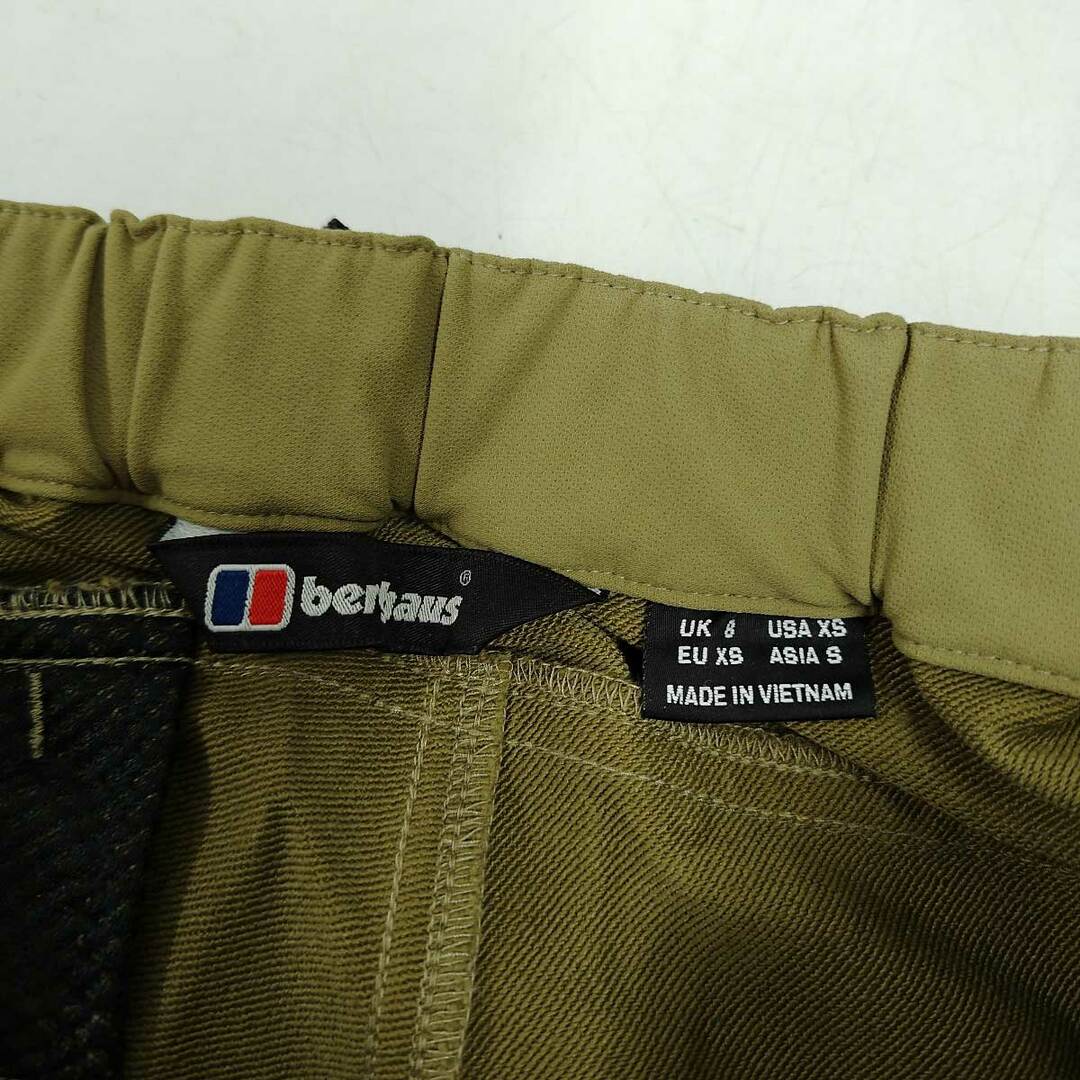 berghaus®
UK 8 USA XS
EU XS ASIA S
MADE IN VIETNAM